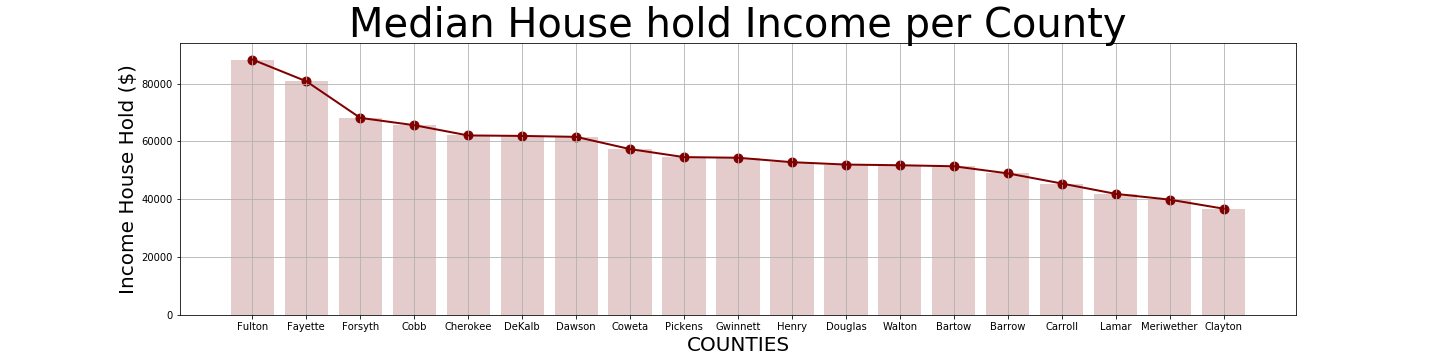 Median House hold Income per County
Income House Hold ($)
80000
60000
40000
20000
0
Fulton Fayette Forsyth Cobb Cherokee DeKalb Dawson Coweta Pickens Gwinnett Henry Douglas Walton Bartow Barrow Carroll Lamar Meriwether Clayton
COUNTIES